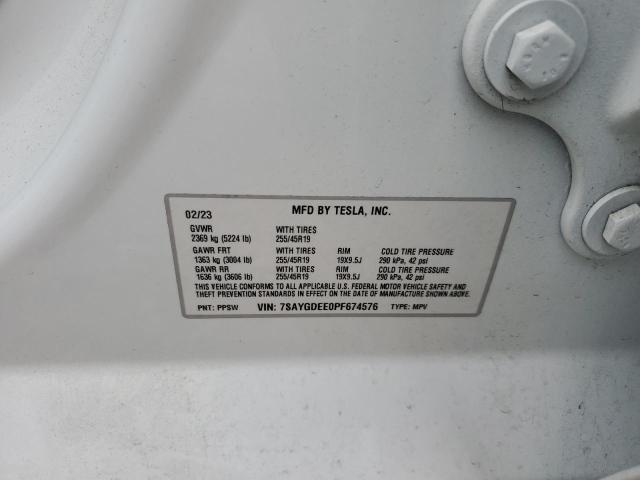 02/23 MFD BY TESLA, INC.
GVWR WITH TIRES
2369 kg (5224 lb) 255/45R19
GAWR FRT WITH TIRES RIM COLD TIRE PRESSURE
1363 kg (3004 lb) 255/45R19 19X9.5J 290 kPa, 42 psi
GAWR RR WITH TIRES RIM COLD TIRE PRESSURE
1636 kg (3606 lb) 255/45R19 19X9.5J 290 kPa, 42 psi
THIS VEHICLE CONFORMS TO ALL APPLICABLE U.S. FEDERAL MOTOR VEHICLE SAFETY AND
THEFT PREVENTION STANDARDS IN EFFECT ON THE DATE OF MANUFACTURE SHOWN ABOVE.
PNT: PPSW VIN: 7SAYGDEE0PF674576 TYPE: MPV